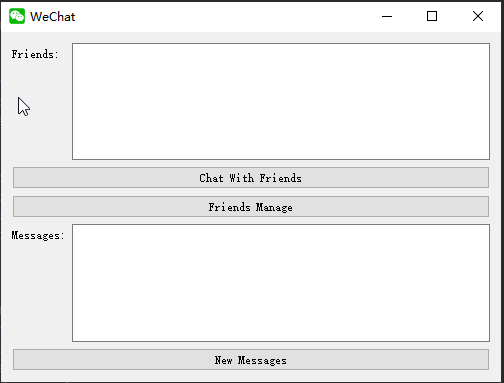 WeChat
Friends:
Chat With Friends
Friends Manage
Messages:
New Messages